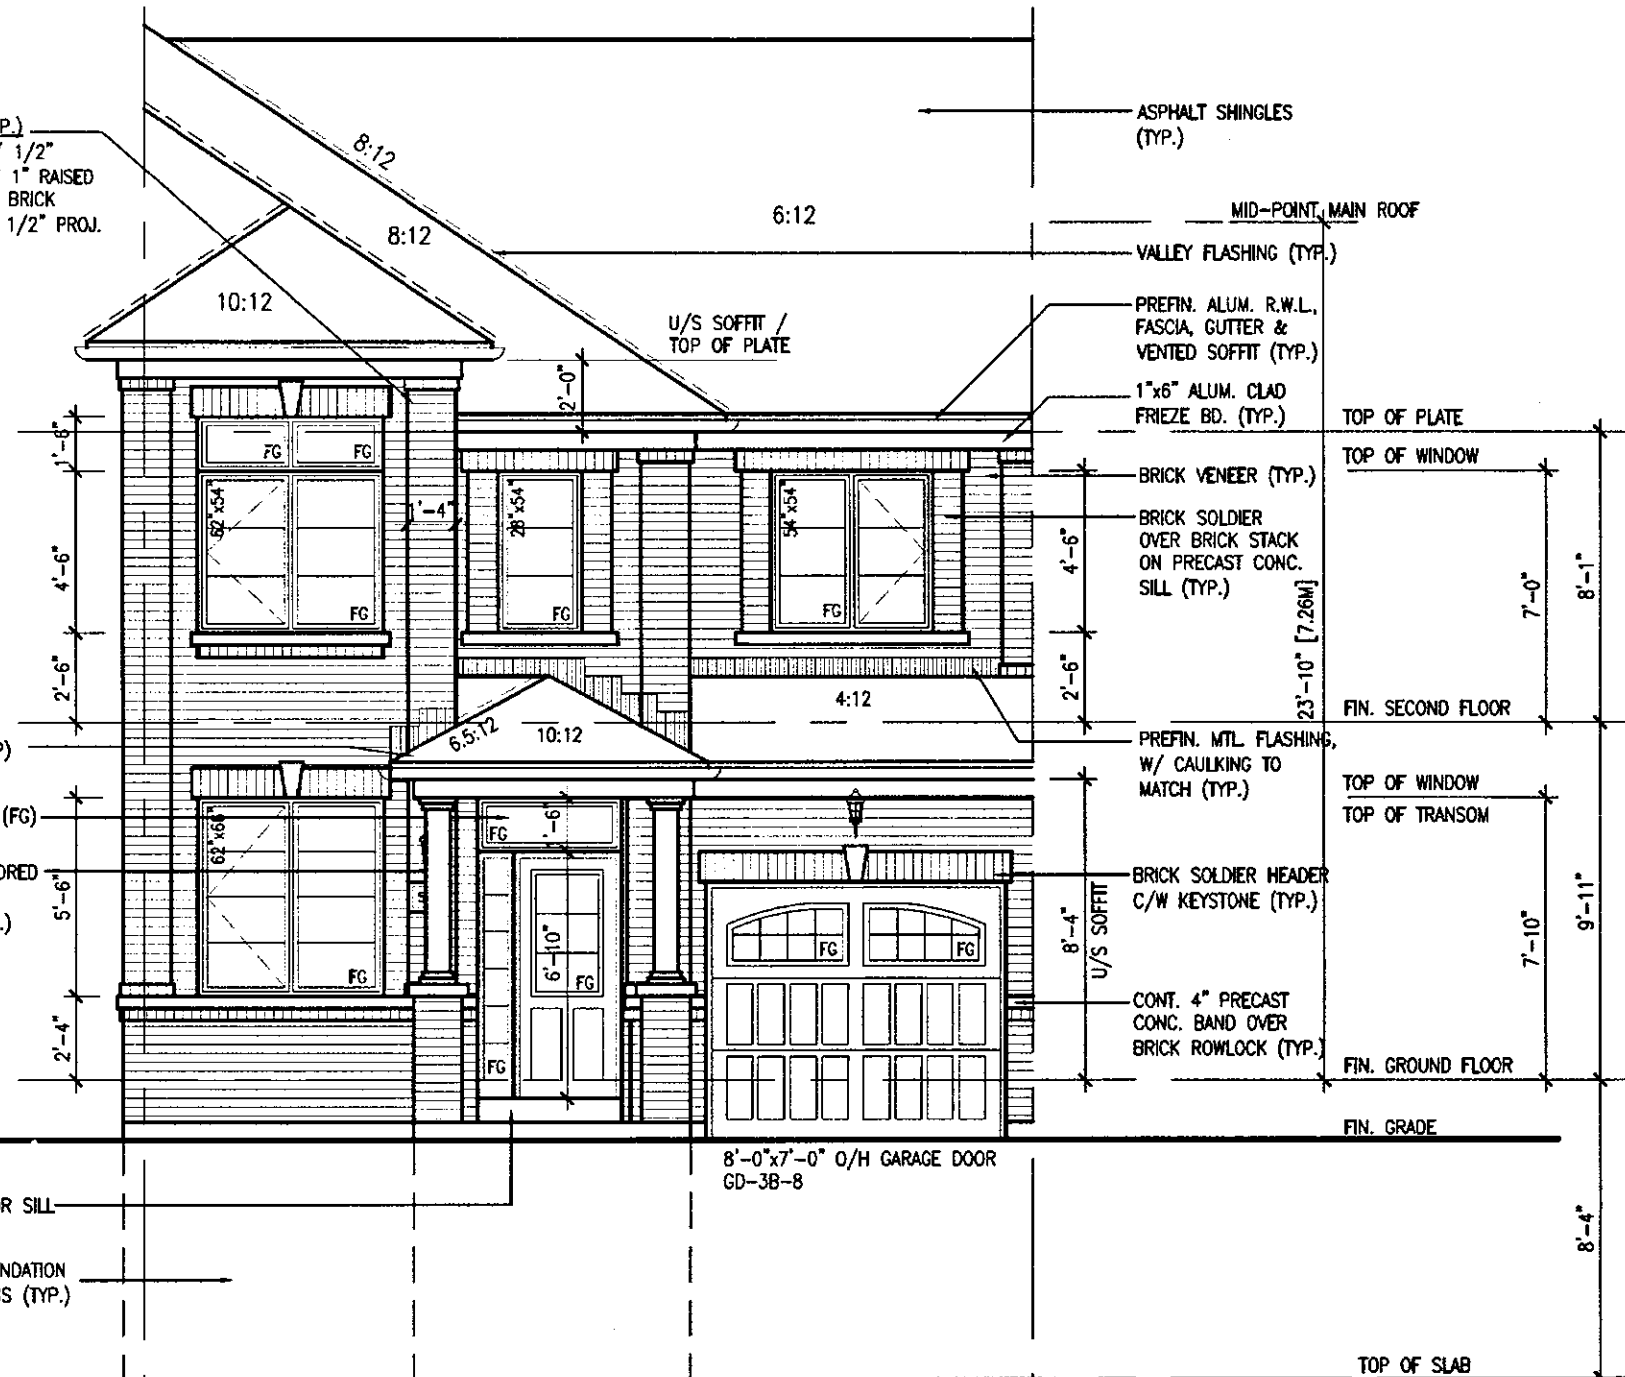 P.)
1/2"
1" RAISED
BRICK
1/2" PROJ.
8:12
8:12
10:12
6:12
U/S SOFFIT /
TOP OF PLATE
2'-0"
ASPHALT SHINGLES
(TYP.)
MID-POINT MAIN ROOF
VALLEY FLASHING (TYP.)
PREFIN. ALUM. R.W.L.,
FASCIA, GUTTER &
VENTED SOFFIT (TYP.)
1"x6" ALUM. CLAD
FRIEZE BD. (TYP.)
TOP OF PLATE
TOP OF WINDOW
BRICK VENEER (TYP.)
BRICK SOLDIER
OVER BRICK STACK
ON PRECAST CONC.
SILL (TYP.)
1'-6"
4'-6"
2'-6"
FG
FG
62"x54"
FG
1'-4"
28"x54"
FG
54"x54"
FG
4'-6"
2'-6"
23'-10" [7.26M]
7'-0"
8'-1"
4:12
6.5:12
10:12
FIN. SECOND FLOOR
PREFIN. MTL. FLASHING,
W/ CAULKING TO
MATCH (TYP.)
TOP OF WINDOW
TOP OF TRANSOM
P)
(FG)
ORED
.)
5'-6"
2'-4"
62"x66"
FG
FG
1'-6"
6'-10"
FG
FG
FG
FG
8'-4"
U/S SOFFIT
BRICK SOLDIER HEADER
C/W KEYSTONE (TYP.)
7'-10"
9'-11"
CONT. 4" PRECAST
CONC. BAND OVER
BRICK ROWLOCK (TYP.)
FIN. GROUND FLOOR
FIN. GRADE
8'-0"x7'-0" O/H GARAGE DOOR
GD-3B-8
R SILL
NDATION
S (TYP.)
8'-4"
TOP OF SLAB